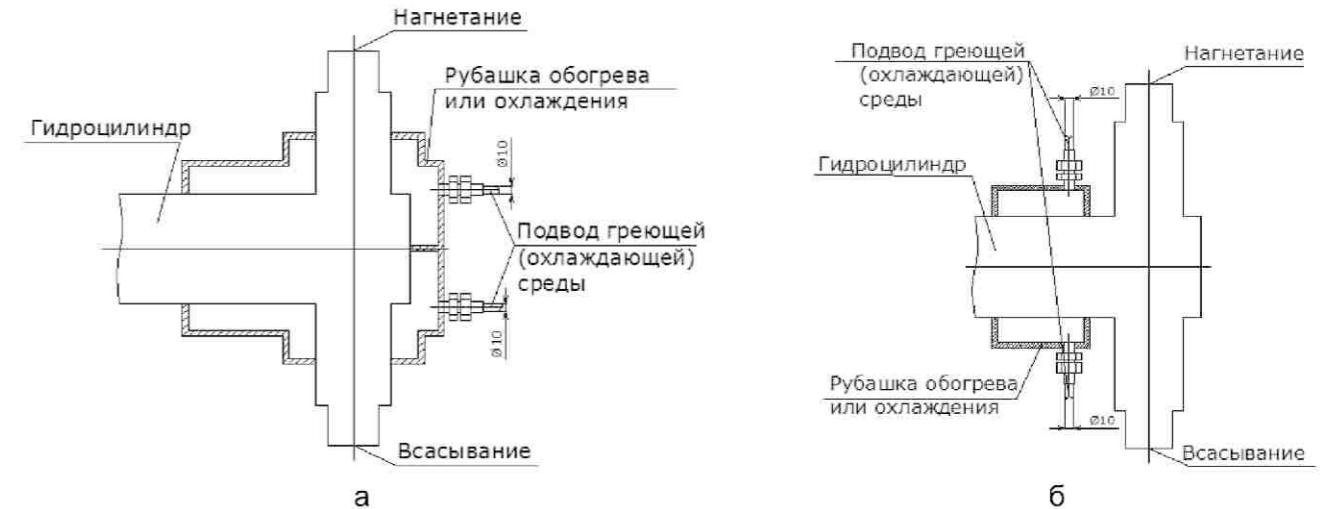 Нагнетание
Рубашка обогрева
или охлаждения
Гидроцилиндр
Ø10
Подвод греющей
(охлаждающей)
среды
Ø10
Всасывание
а
Подвод греющей
(охлаждающей)
среды
Ø10
Нагнетание
Гидроцилиндр
Рубашка обогрева
или охлаждения
Ø10
Всасывание
б